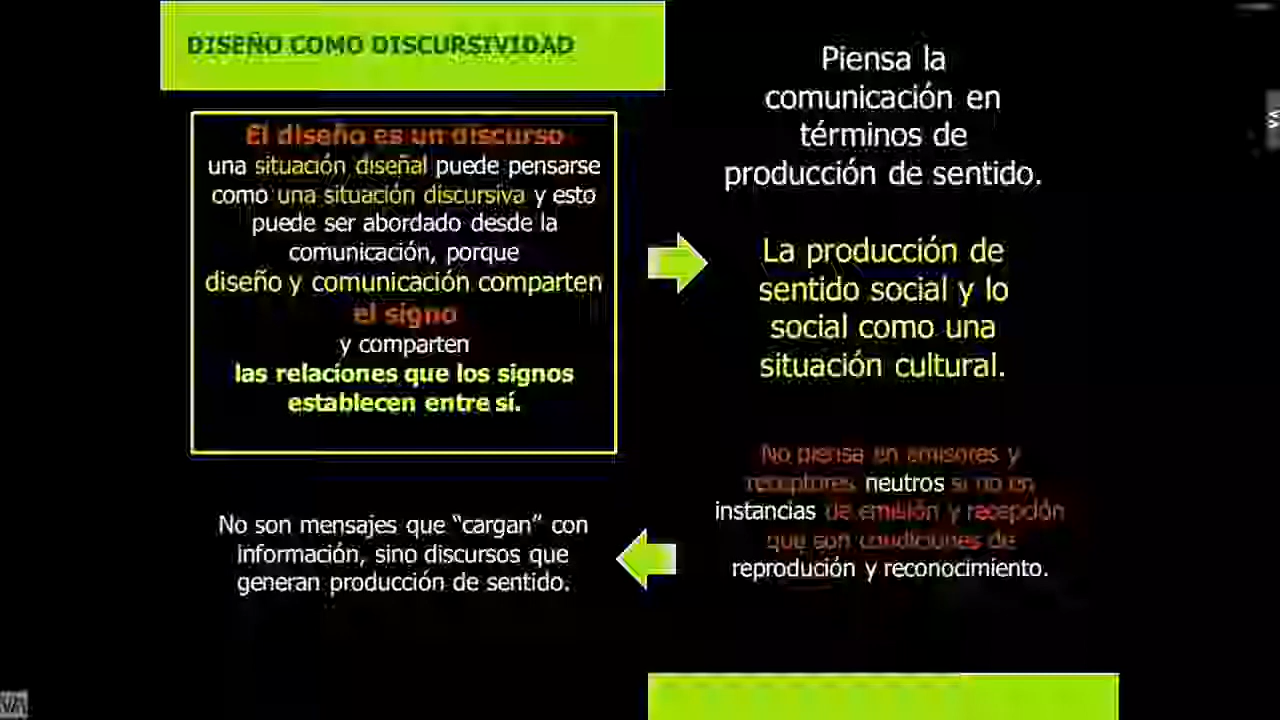 DISEÑO COMO DISCURSIVIDAD
El diseño es un discurso
una situación diseñal puede pensarse
como una situación discursiva y esto
puede ser abordado desde la
comunicación, porque
diseño y comunicación comparten
el signo
y comparten
las relaciones que los signos
establecen entre sí.
Piensa la
comunicación en
términos de
producción de sentido.
La producción de
sentido social y lo
social como una
situación cultural.
No piensa en emisores y
receptores neutros si no en
instancias de emisión y recepción
que son condiciones de
reprodución y reconocimiento.
No son mensajes que “cargan” con
información, sino discursos que
generan producción de sentido.